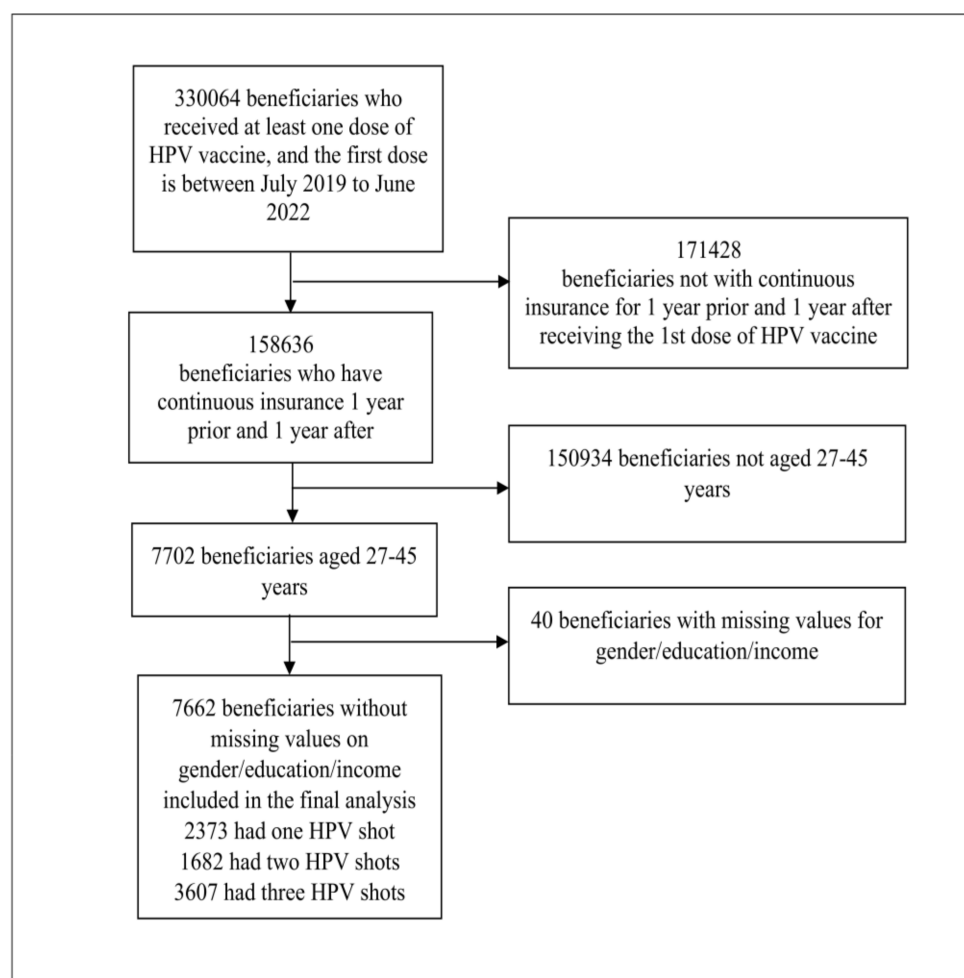 330064 beneficiaries who
received at least one dose of
HPV vaccine, and the first dose
is between July 2019 to June
2022
171428
beneficiaries not with continuous
insurance for 1 year prior and 1 year after
receiving the 1st dose of HPV vaccine
158636
beneficiaries who have
continuous insurance 1 year
prior and 1 year after
150934 beneficiaries not aged 27-45
years
7702 beneficiaries aged 27-45
years
40 beneficiaries with missing values for
gender/education/income
7662 beneficiaries without
missing values on
gender/education/income
included in the final analysis
2373 had one HPV shot
1682 had two HPV shots
3607 had three HPV shots